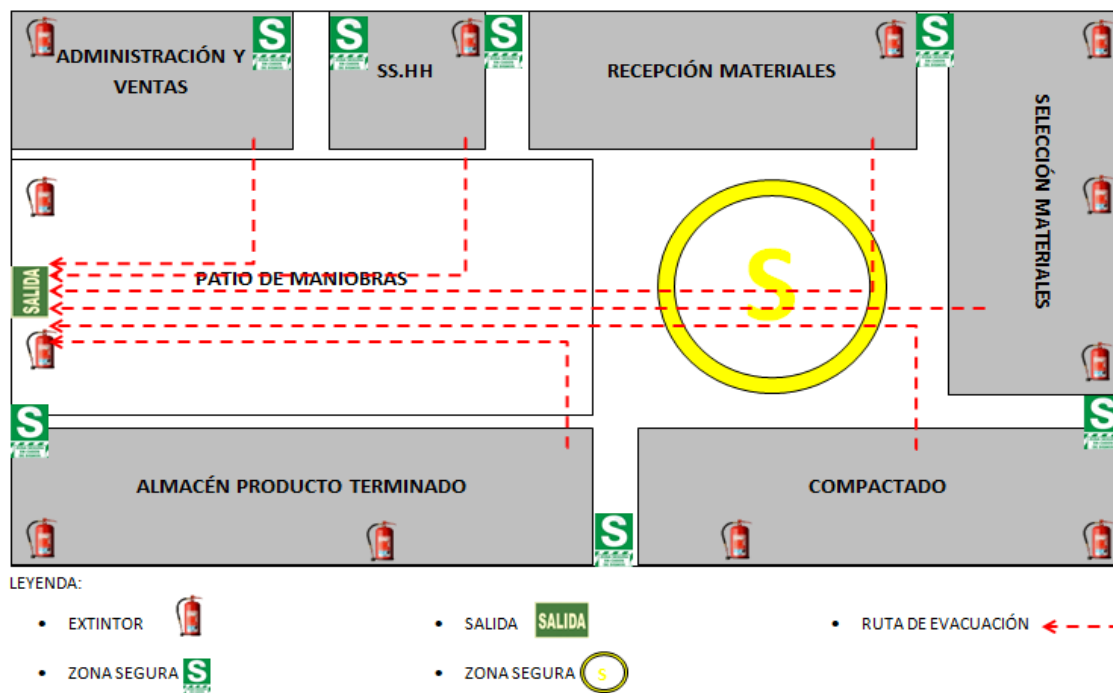 S
S
S
S
ADMINISTRACIÓN Y
VENTAS
SS.HH
RECEPCIÓN MATERIALES
SELECCIÓN MATERIALES
S
SALIDA
PATIO DE MANIOBRAS
S
S
ALMACÉN PRODUCTO TERMINADO
COMPACTADO
S
LEYENDA:
• EXTINTOR
• SALIDA SALIDA
• RUTA DE EVACUACIÓN
• ZONA SEGURA S
• ZONA SEGURA S